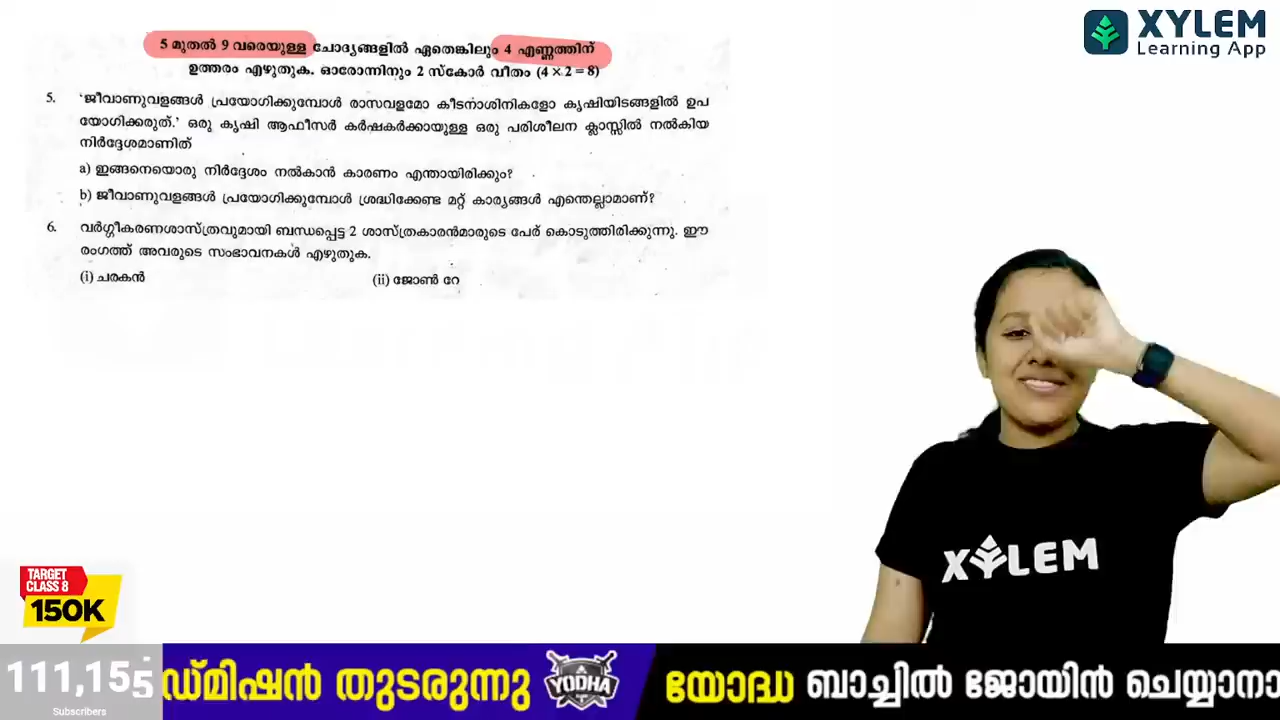 XYLEM
Learning App
5 മുതൽ 9 വരെയുള്ള ചോദ്യങ്ങളിൽ ഏതെങ്കിലും 4 എണ്ണത്തിന്
ഉത്തരം എഴുതുക. ഓരോന്നിനും 2 സ്കോർ വീതം (4 × 2 = 8)
5. 'ജീവാണുവളങ്ങൾ പ്രയോഗിക്കുമ്പോൾ രാസവളമോ കീടനാശിനികളോ കൃഷിയിടങ്ങളിൽ ഉപ
യോഗിക്കരുത്.' ഒരു കൃഷി ആഫീസർ കർഷകർക്കായുള്ള ഒരു പരിശീലന ക്ലാസ്സിൽ നൽകിയ
നിർദ്ദേശമാണിത്
a) ഇങ്ങനെയൊരു നിർദ്ദേശം നൽകാൻ കാരണം എന്തായിരിക്കും?
b) ജീവാണുവളങ്ങൾ പ്രയോഗിക്കുമ്പോൾ ശ്രദ്ധിക്കേണ്ട മറ്റ് കാര്യങ്ങൾ എന്തെല്ലാമാണ്?
6. വർഗ്ഗീകരണശാസ്ത്രവുമായി ബന്ധപ്പെട്ട 2 ശാസ്ത്രകാരൻമാരുടെ പേര് കൊടുത്തിരിക്കുന്നു. ഈ
രംഗത്ത് അവരുടെ സംഭാവനകൾ എഴുതുക.
(i) ചരകൻ (ii) ജോൺ റേ
XYLEM
TARGET
CLASS 8
150K
111,155
Subscribers
ഡ്മിഷൻ തുടരുന്നു YODHA യോദ്ധ ബാച്ചിൽ ജോയിൻ ചെയ്യാനാ